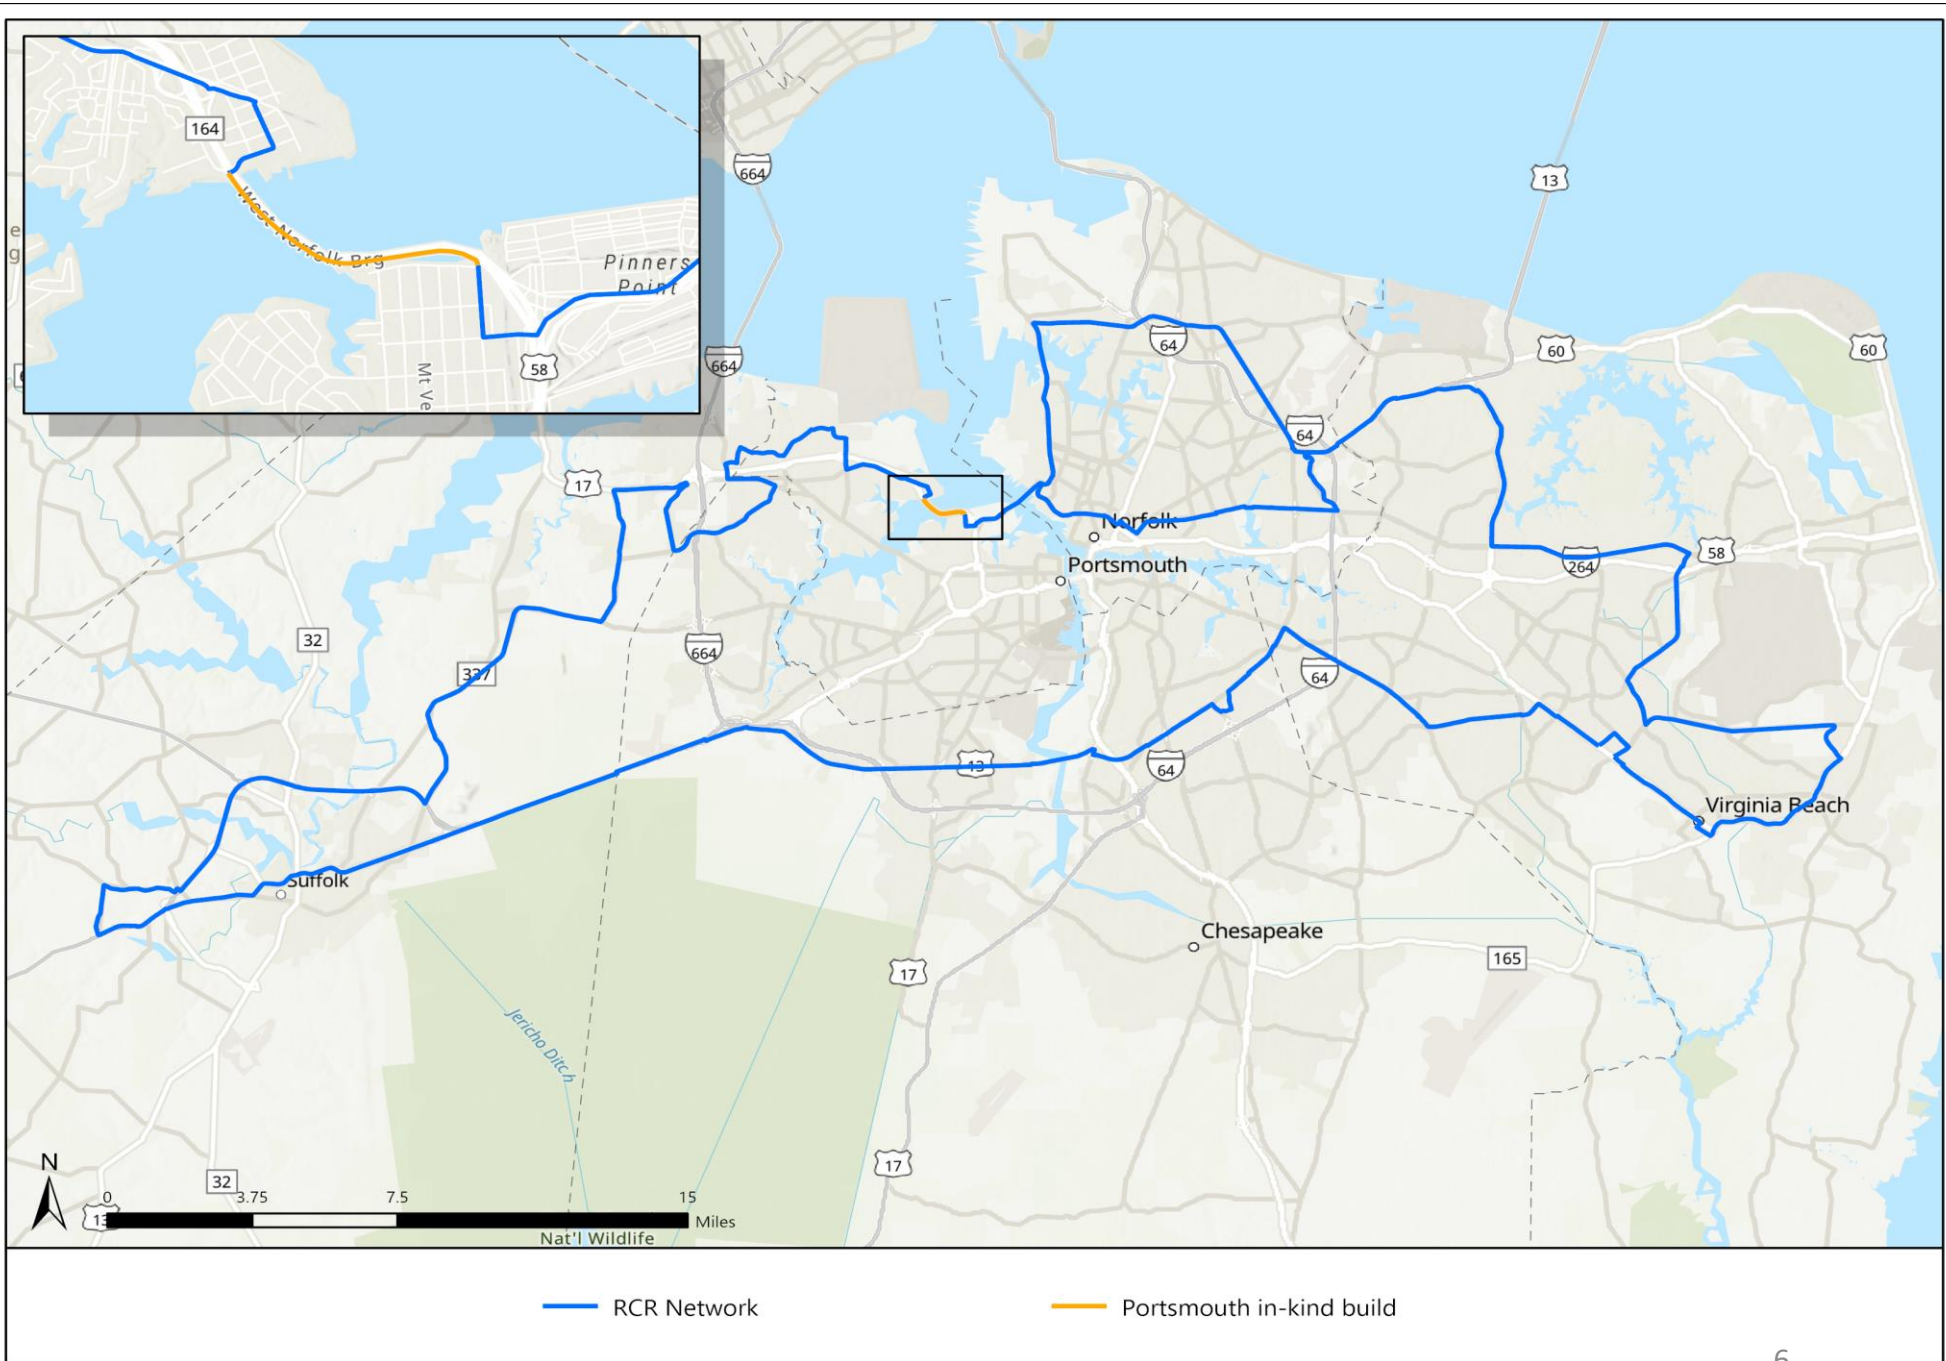 164
West Norfolk Brg
Pinners
Point
58
Mt Ve
e
g
664
13
664
64
60
60
64
17
Norfolk
Portsmouth
58
264
32
337
664
64
13
64
Virginia Beach
Suffolk
Chesapeake
165
17
Jericho Ditch
17
N
32
0
3.75
7.5
15
13
Miles
Nat'l Wildlife
RCR Network
Portsmouth in-kind build
6